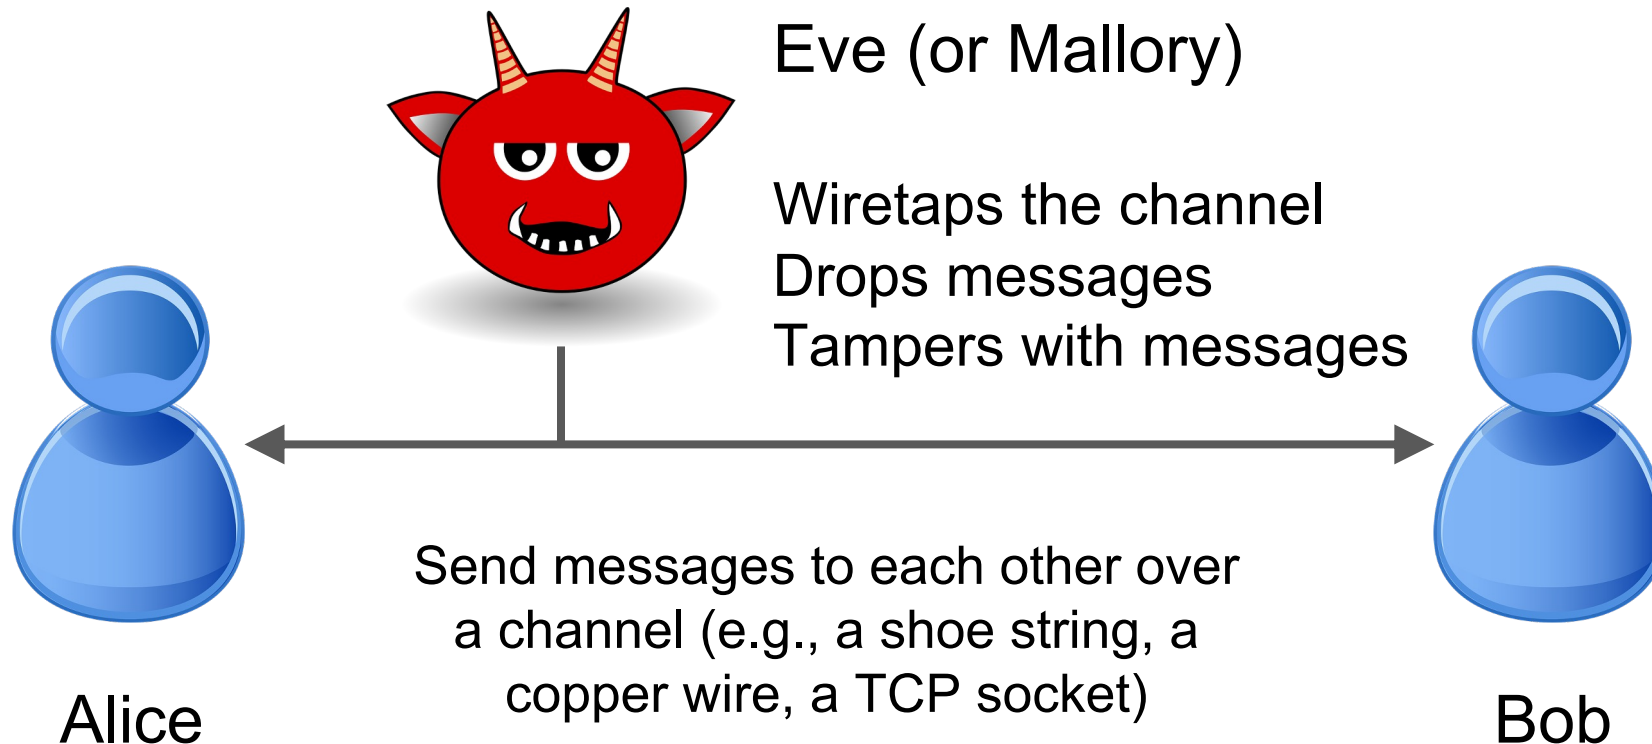 Eve (or Mallory)
Wiretaps the channel
Drops messages
Tampers with messages
Send messages to each other over
a channel (e.g., a shoe string, a
copper wire, a TCP socket)
Alice
Bob